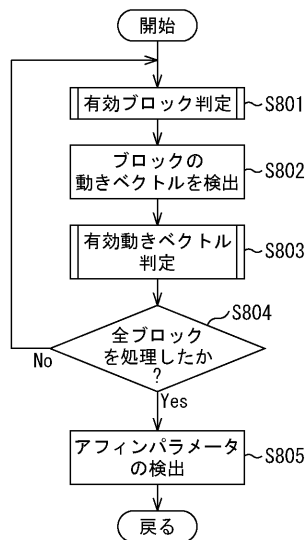 開始
有効ブロック判定
S801
ブロックの
動きベクトルを検出
S802
有効動きベクトル
判定
S803
S804
全ブロック
を処理したか
?
No
Yes
アフィンパラメータ
の検出
S805
戻る